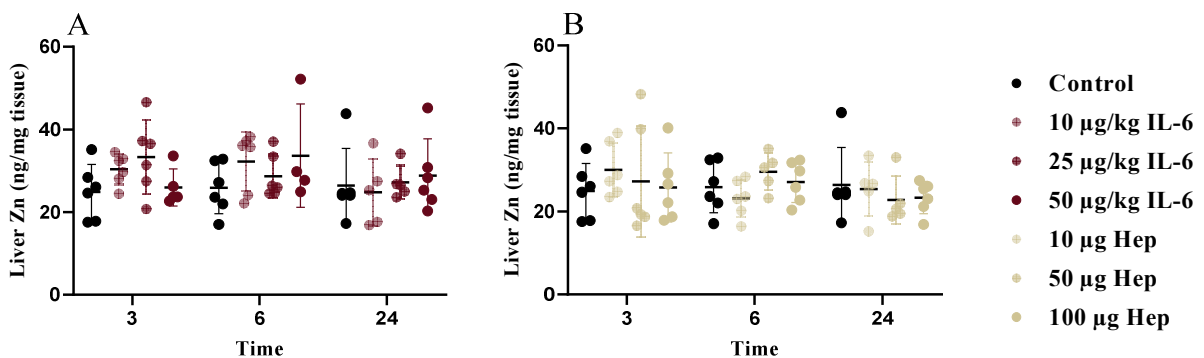 A
Liver Zn (ng/mg tissue)
60
40
20
0
3
6
24
Time
B
Liver Zn (ng/mg tissue)
60
40
20
0
3
6
24
Time
Control
10 µg/kg IL-6
25 µg/kg IL-6
50 µg/kg IL-6
10 µg Hep
50 µg Hep
100 µg Hep